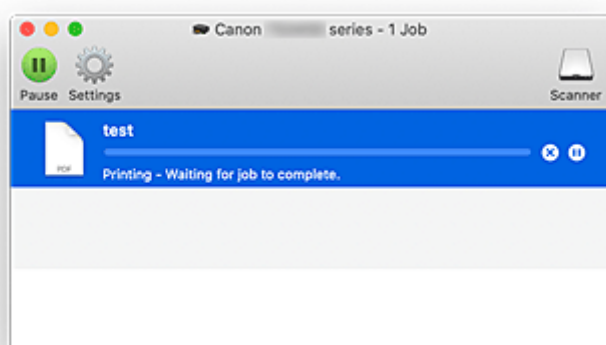 Canon series - 1 Job
Pause Settings Scanner
test
PDF
Printing - Waiting for job to complete.